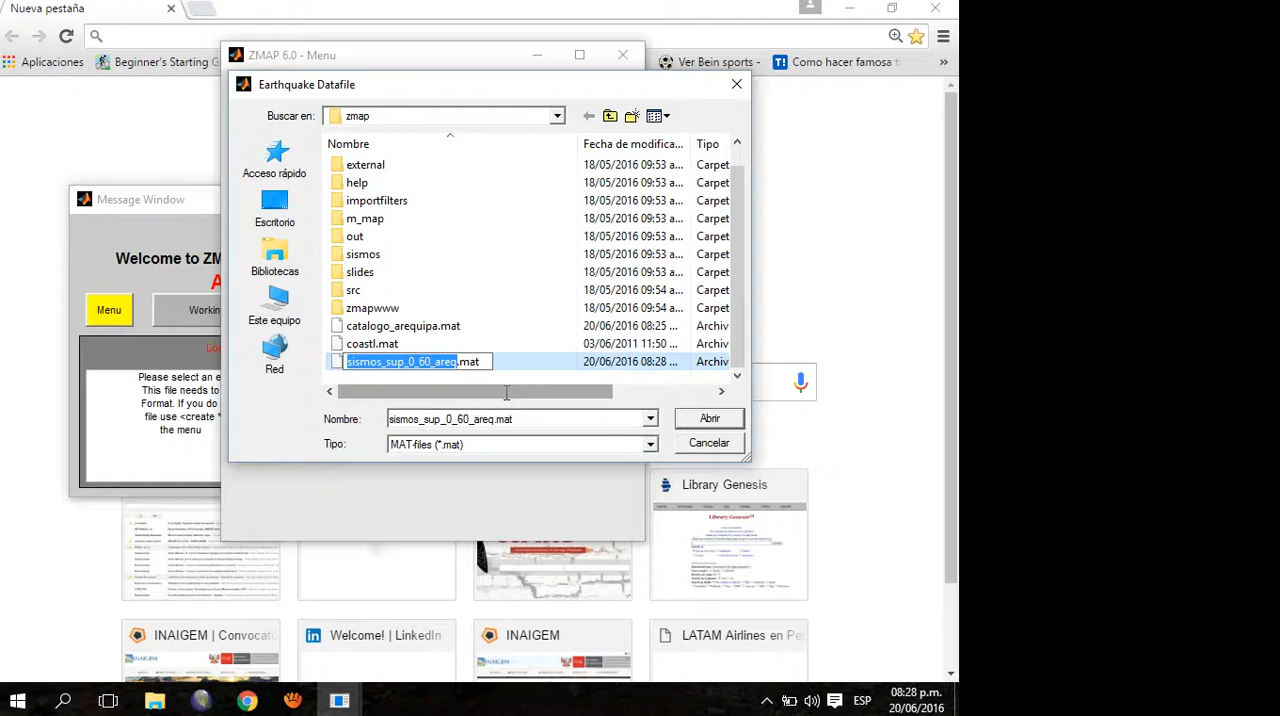 Nueva pestaña
Aplicaciones
Beginner's Starting G
Ver Bein sports -
Como hacer famosa t
»
ZMAP 6.0 - Menu
Earthquake Datafile
Buscar en: zmap
Nombre Fecha de modifica... Tipo
external 18/05/2016 09:53 a... Carpet
help 18/05/2016 09:53 a... Carpet
importfilters 18/05/2016 09:53 a... Carpet
m_map 18/05/2016 09:53 a... Carpet
out 18/05/2016 09:53 a... Carpet
sismos 18/05/2016 09:53 a... Carpet
slides 18/05/2016 09:53 a... Carpet
src 18/05/2016 09:54 a... Carpet
zmapwww 18/05/2016 09:54 a... Carpet
catalogo_arequipa.mat 20/06/2016 08:25 ... Archiv
coastl.mat 03/06/2011 11:50 ... Archiv
sismos_sup_0_60_areq.mat 20/06/2016 08:28 ... Archiv
Acceso rápido
Escritorio
Bibliotecas
Este equipo
Red
Nombre: sismos_sup_0_60_areq.mat Abrir
Tipo: MAT-files (*.mat) Cancelar
Message Window
Welcome to ZM
Menu
Workin
Please select an e
This file needs to
Format. If you do
file use <create *
the menu
Library Genesis
Library Genesis
INAIGEM | Convocato
Welcome! | LinkedIn
INAIGEM
LATAM Airlines en Pe
ESP
08:28 p.m.
20/06/2016